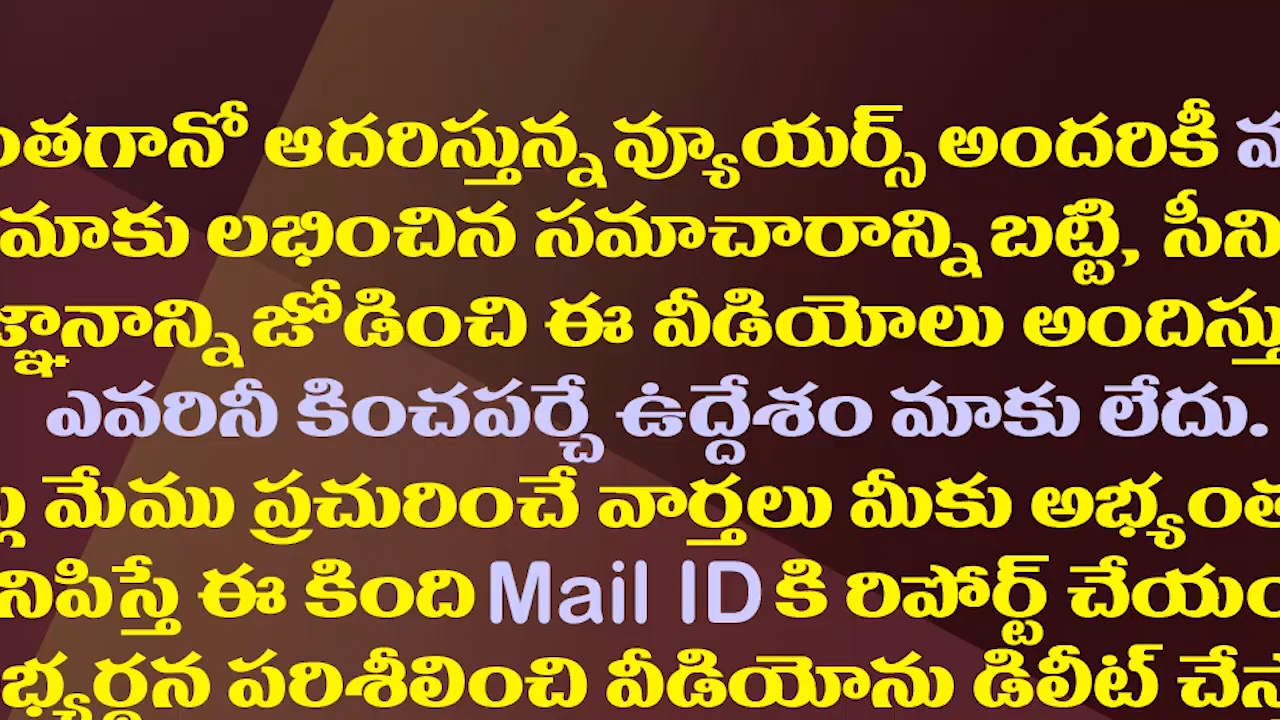 ంతగానో ఆదరిస్తున్న వ్యూయర్స్ అందరికీ
మాకు లభించిన సమాచారాన్ని బట్టి, సీని
జ్ఞానాన్ని జోడించి ఈ వీడియోలు అందిస్తు
ఎవరినీ కించపర్చే ఉద్దేశం మాకు లేదు.
మేము ప్రచురించే వార్తలు మీకు అభ్యంత
నిపిస్తే ఈ కింది Mail ID కి రిపోర్ట్ చేయం
భ్యర్థన పరిశీలించి వీడియోను డిలీట్ చేస